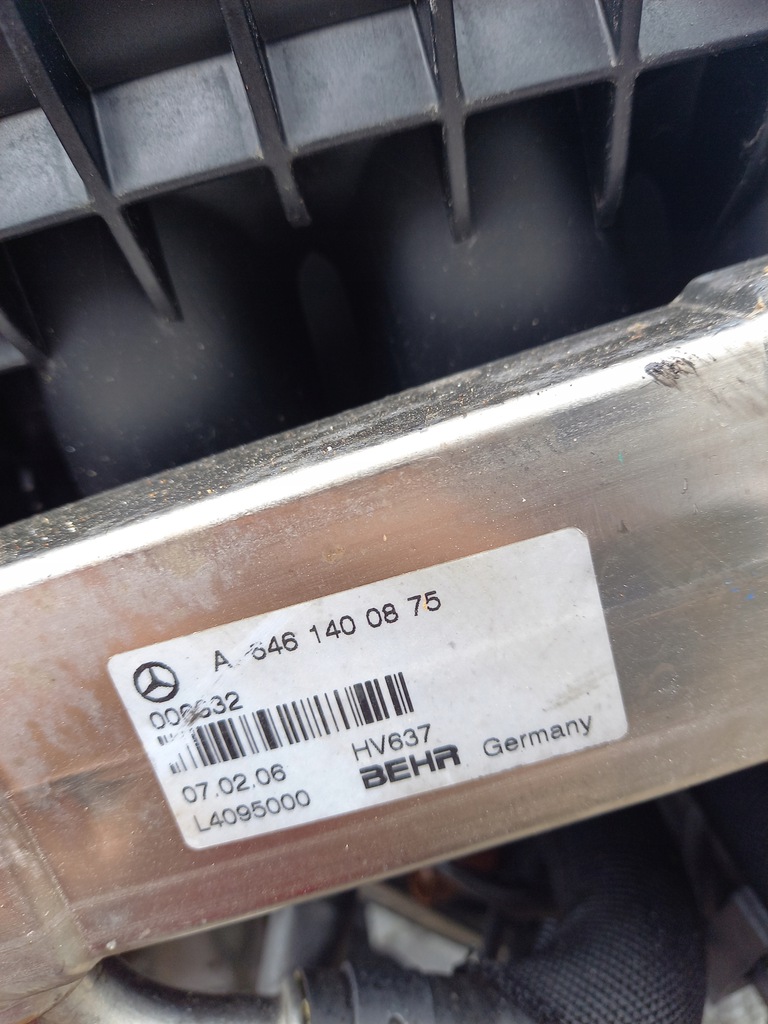 A 646 140 08 75
HV637
07.02.06
BEHR Germany
L4095000